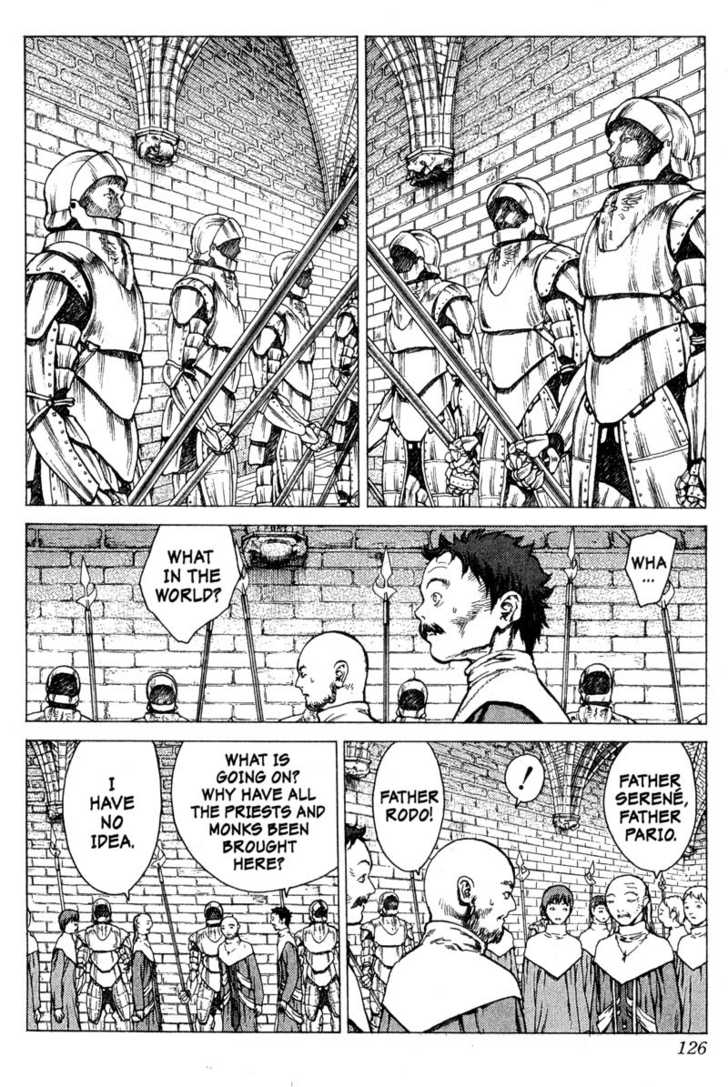 WHA
...
WHAT
IN THE
WORLD?
FATHER
SERENÉ,
FATHER
PARIO.
!
FATHER
RODO!
WHAT IS
GOING ON?
WHY HAVE ALL
THE PRIESTS AND
MONKS BEEN
BROUGHT
HERE?
I
HAVE
NO
IDEA.
126